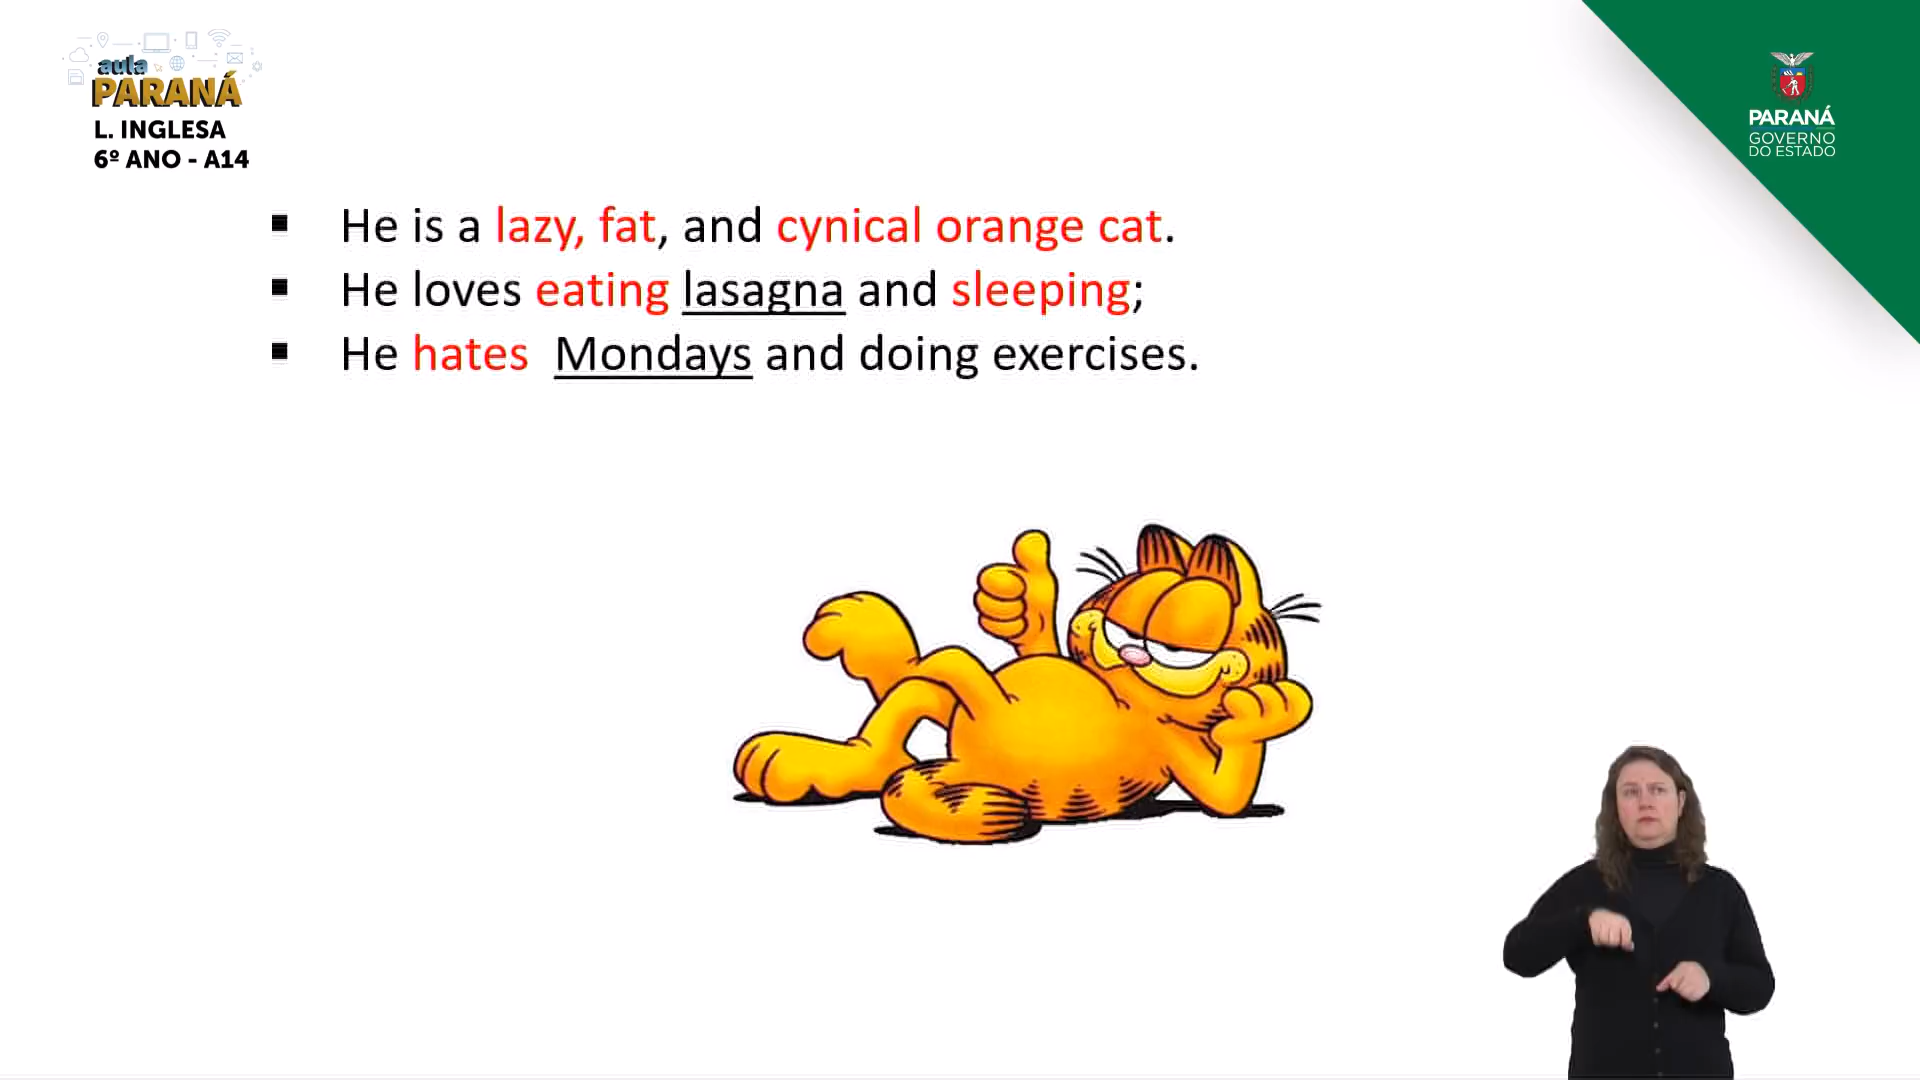 aula
PARANÁ
L. INGLESA
6º ANO - A14
PARANÁ
GOVERNO
DO ESTADO
▪ He is a lazy, fat, and cynical orange cat.
▪ He loves eating lasagna and sleeping;
▪ He hates  Mondays and doing exercises.